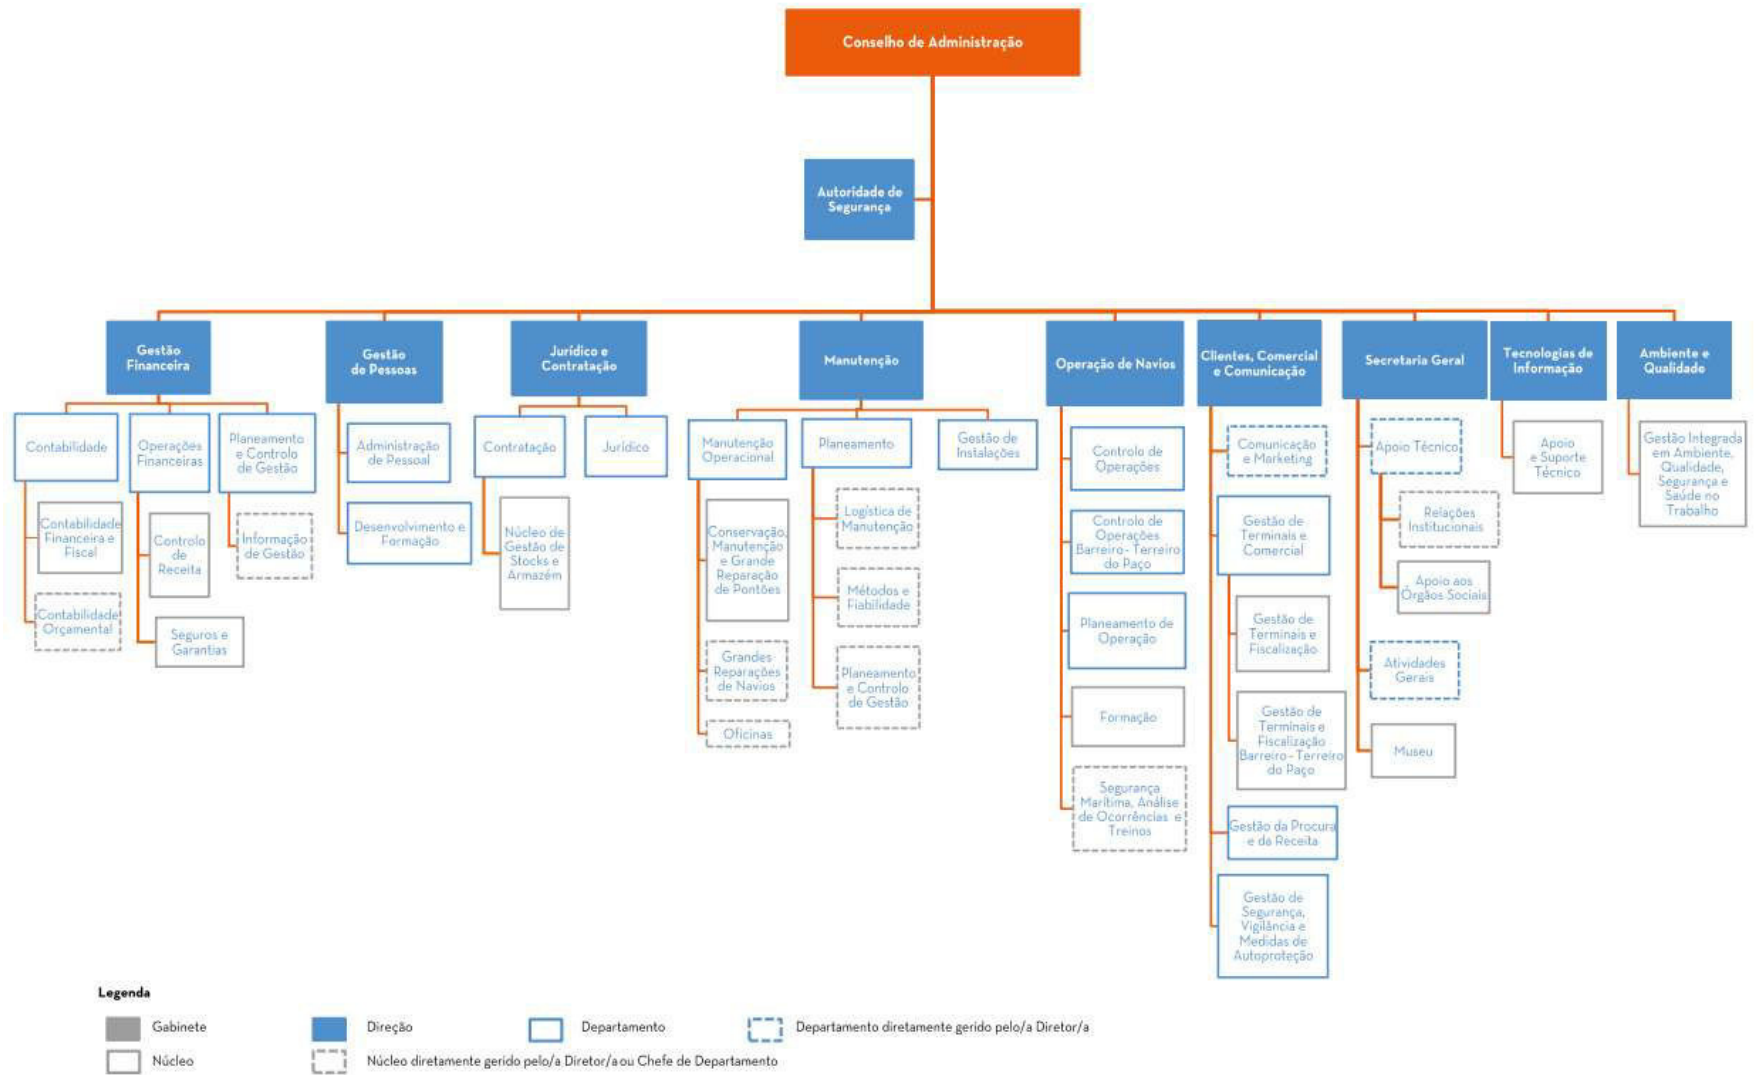 Conselho de Administração
Autoridade de
Segurança
Gestão
Financeira
Gestão
de Pessoas
Jurídico e
Contratação
Manutenção
Operação de Navios
Clientes, Comercial
e Comunicação
Secretaria Geral
Tecnologias de
Informação
Ambiente e
Qualidade
Contabilidade
Contabilidade
Financeira e
Fiscal
Contabilidade
Orçamental
Operações
Financeiras
Controlo
de
Receita
Seguros e
Garantias
Planeamento
e Controlo
de Gestão
Informação
de Gestão
Administração
de Pessoal
Desenvolvimento e
Formação
Contratação
Núcleo de
Gestão de
Stocks e
Armazém
Jurídico
Manutenção
Operacional
Conservação,
Manutenção
e Grande
Reparação
de Pontões
Grandes
Reparações
de Navios
Oficinas
Planeamento
Logística de
Manutenção
Métodos e
Fiabilidade
Planeamento
e Controlo
de Gestão
Gestão de
Instalações
Controlo de
Operações
Controlo de
Operações
Barreiro- Terreiro
do Paço
Planeamento de
Operação
Formação
Segurança
Marítima, Análise
de Ocorrências e
Treinos
Comunicação
e Marketing
Gestão de
Terminais e
Comercial
Gestão de
Terminais e
Fiscalização
Gestão de
Terminais e
Fiscalização
Barreiro- Terreiro
do Paço
Gestão da Procura
e da Receita
Gestão de
Segurança,
Vigilância e
Medidas de
Autoproteção
Apoio Técnico
Relações
Institucionais
Apoio aos
Órgãos Sociais
Atividades
Gerais
Museu
Apoio
e Suporte
Técnico
Gestão Integrada
em Ambiente,
Qualidade,
Segurança e
Saúde no
Trabalho
Legenda
Gabinete
Direção
Departamento
Departamento diretamente gerido pelo/a Diretor/a
Núcleo
Núcleo diretamente gerido pelo/a Diretor/a ou Chefe de Departamento